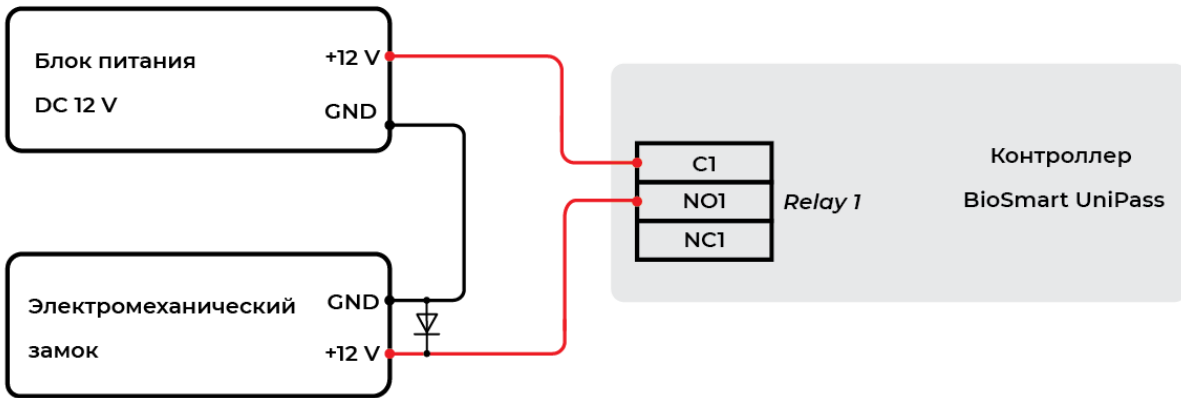 Блок питания
DC 12 V
+12 V
GND
C1
NO1
NC1
Relay 1
Контроллер
BioSmart UniPass
Электромеханический
замок
GND
+12 V